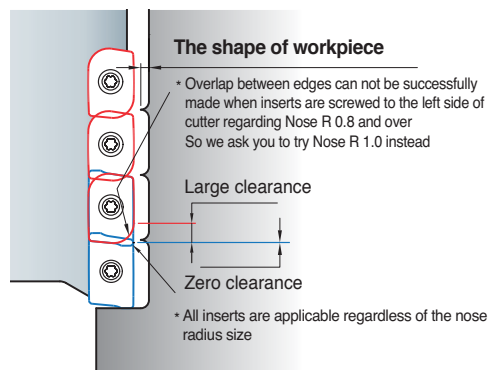 The shape of workpiece
* Overlap between edges can not be successfully
made when inserts are screwed to the left side of
cutter regarding Nose R 0.8 and over
So we ask you to try Nose R 1.0 instead
Large clearance
Zero clearance
* All inserts are applicable regardless of the nose
radius size